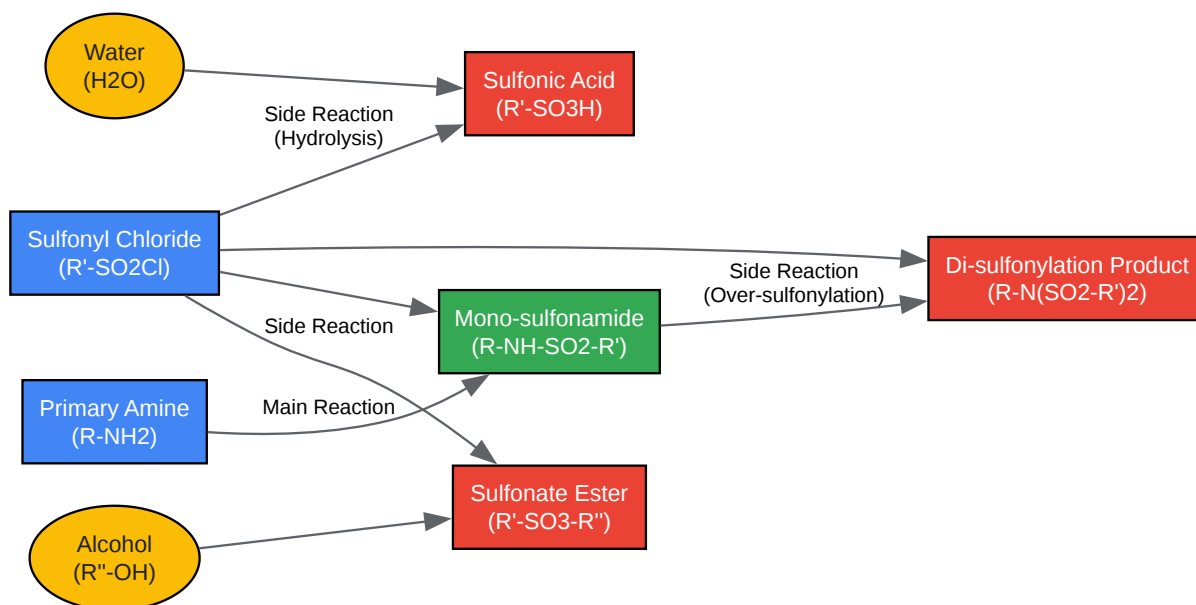 Water
(H2O)
Sulfonic Acid
(R'-SO3H)
Side Reaction
(Hydrolysis)
Sulfonyl Chloride
(R'-SO2Cl)
Side Reaction
(Over-sulfonylation)
Di-sulfonylation Product
(R-N(SO2-R')2)
Mono-sulfonamide
(R-NH-SO2-R')
Side Reaction
Primary Amine
(R-NH2)
Main Reaction
Sulfonate Ester
(R'-SO3-R'')
Alcohol
(R''-OH)